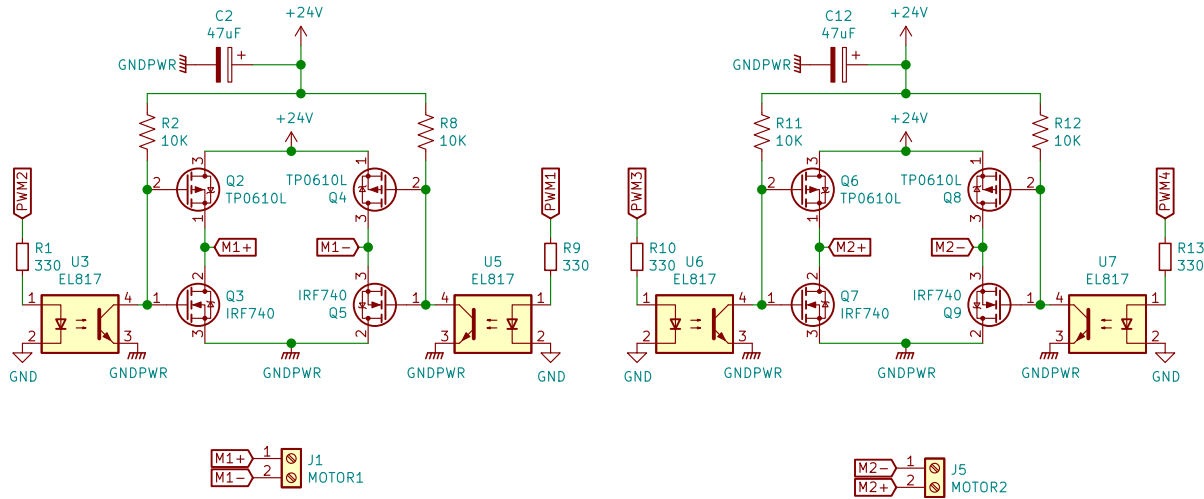 C2
47uF
+24V
GNDPWR
R2
10K
+24V
R8
10K
PWM2
3
2
Q2
TP0610L
1
TP0610L
Q4
1
2
3
PWM1
M1+
M1-
R1
330
U3
EL817
1
2
4
3
1
2
Q3
IRF740
3
IRF740
Q5
3
1
2
U5
EL817
4
3
1
2
R9
330
GND
GNDPWR
GNDPWR
GNDPWR
GND
C12
47uF
+24V
GNDPWR
R11
10K
+24V
R12
10K
PWM3
3
2
Q6
TP0610L
1
TP0610L
Q8
1
2
3
PWM4
M2+
M2-
R10
330
U6
EL817
1
2
4
3
1
2
Q7
IRF740
3
IRF740
Q9
3
1
2
U7
EL817
4
3
1
2
R13
330
GND
GNDPWR
GNDPWR
GNDPWR
GND
M1+ 1
M1- 2
J1
MOTOR1
M2- 1
M2+ 2
J5
MOTOR2